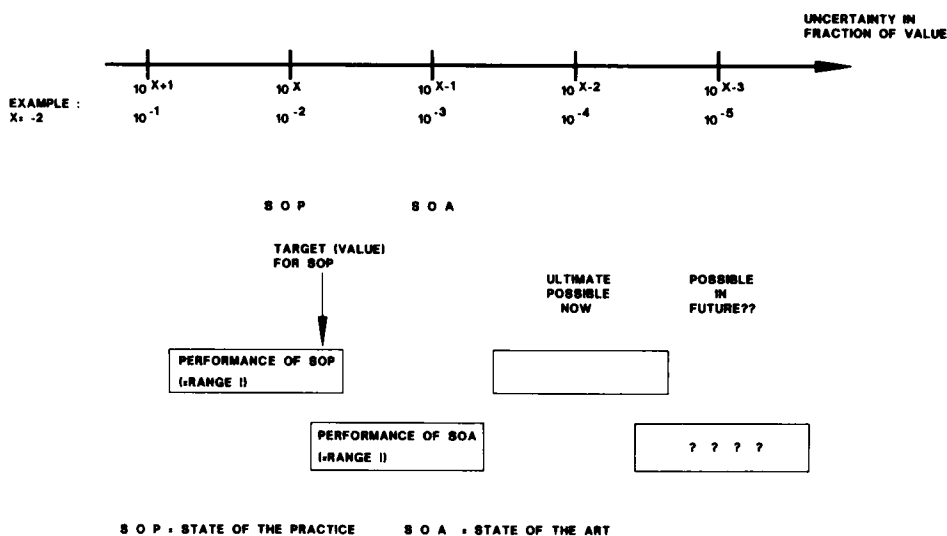 UNCERTAINTY IN
FRACTION OF VALUE
10 X+1 10 X 10 X-1 10 X-2 10 X-3
EXAMPLE :
X= -2
10 -1 10 -2 10 -3 10 -4 10 -5
S O P S O A
TARGET (VALUE)
FOR SOP
ULTIMATE
POSSIBLE
NOW
POSSIBLE
IN
FUTURE??
PERFORMANCE OF SOP
(=RANGE !)
PERFORMANCE OF SOA
(=RANGE !)
? ? ? ?
S O P = STATE OF THE PRACTICE S O A = STATE OF THE ART